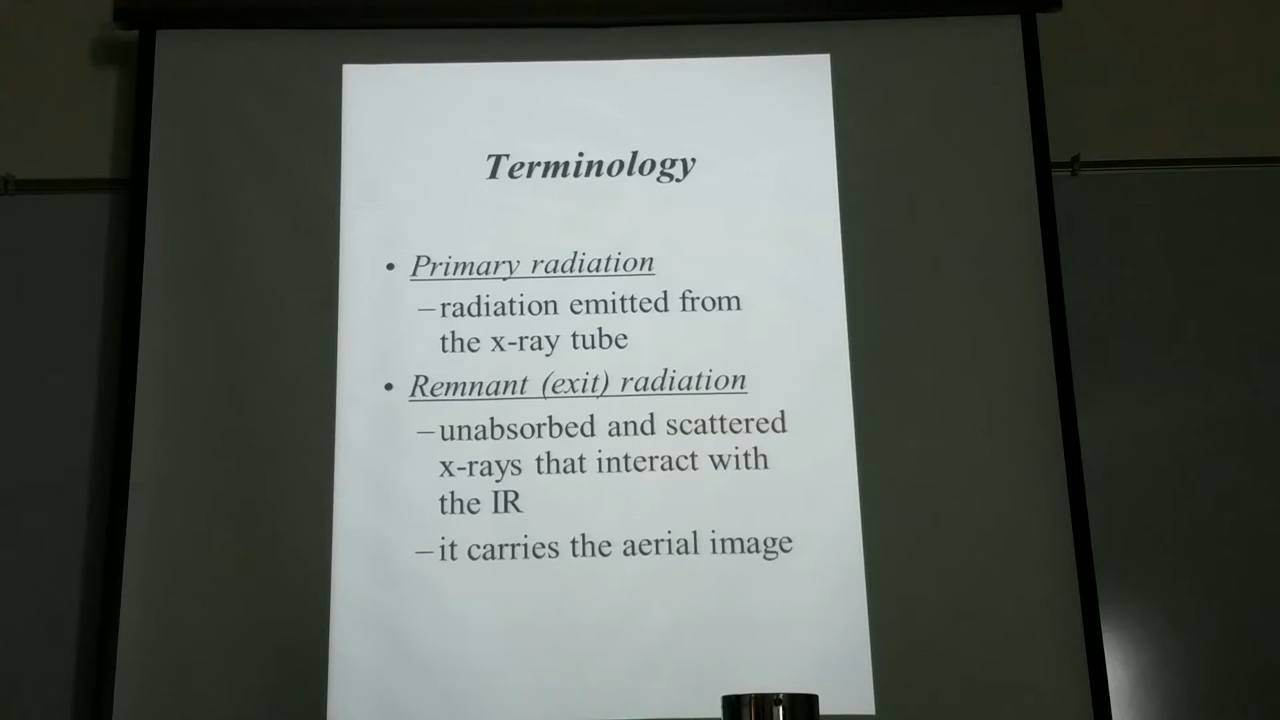 Terminology
• Primary radiation
–radiation emitted from
the x-ray tube
• Remnant (exit) radiation
–unabsorbed and scattered
x-rays that interact with
the IR
–it carries the aerial image